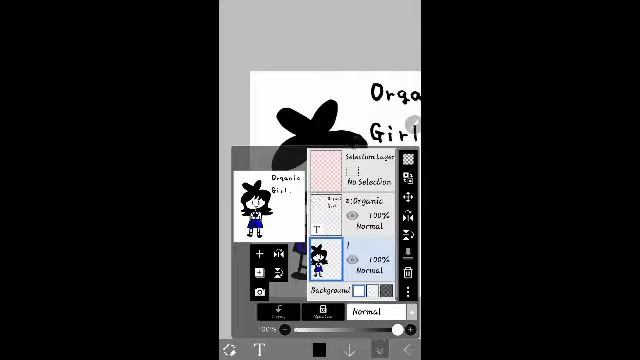 Orga
Girl
Selection Layer
No Selection
Organic
Girl.
2:Organic
100%
Normal
T
1
100%
Normal
Background
Normal
100%
T